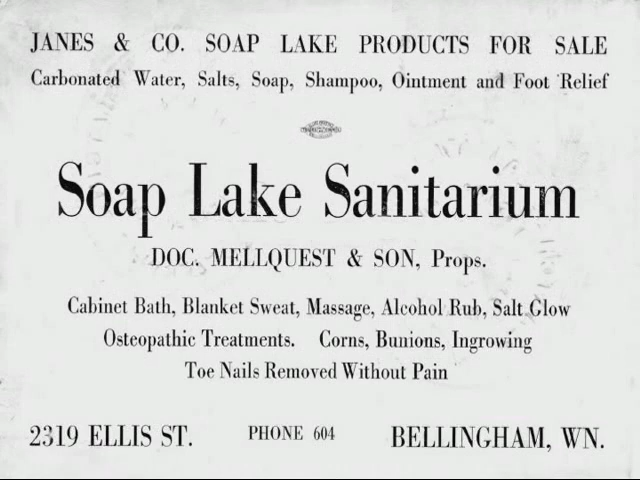 JANES & CO. SOAP LAKE PRODUCTS FOR SALE
Carbonated Water, Salts, Soap, Shampoo, Ointment and Foot Relief
Soap Lake Sanitarium
DOC. MELLQUEST & SON, Props.
Cabinet Bath, Blanket Sweat, Massage, Alcohol Rub, Salt Glow
Osteopathic Treatments. Corns, Bunions, Ingrowing
Toe Nails Removed Without Pain
2319 ELLIS ST. PHONE 604 BELLINGHAM, WN.